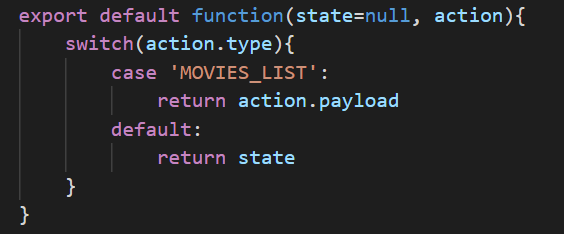 export default function(state=null, action){
    switch(action.type){
        case 'MOVIES_LIST':
            return action.payload
        default:
            return state
    }
}